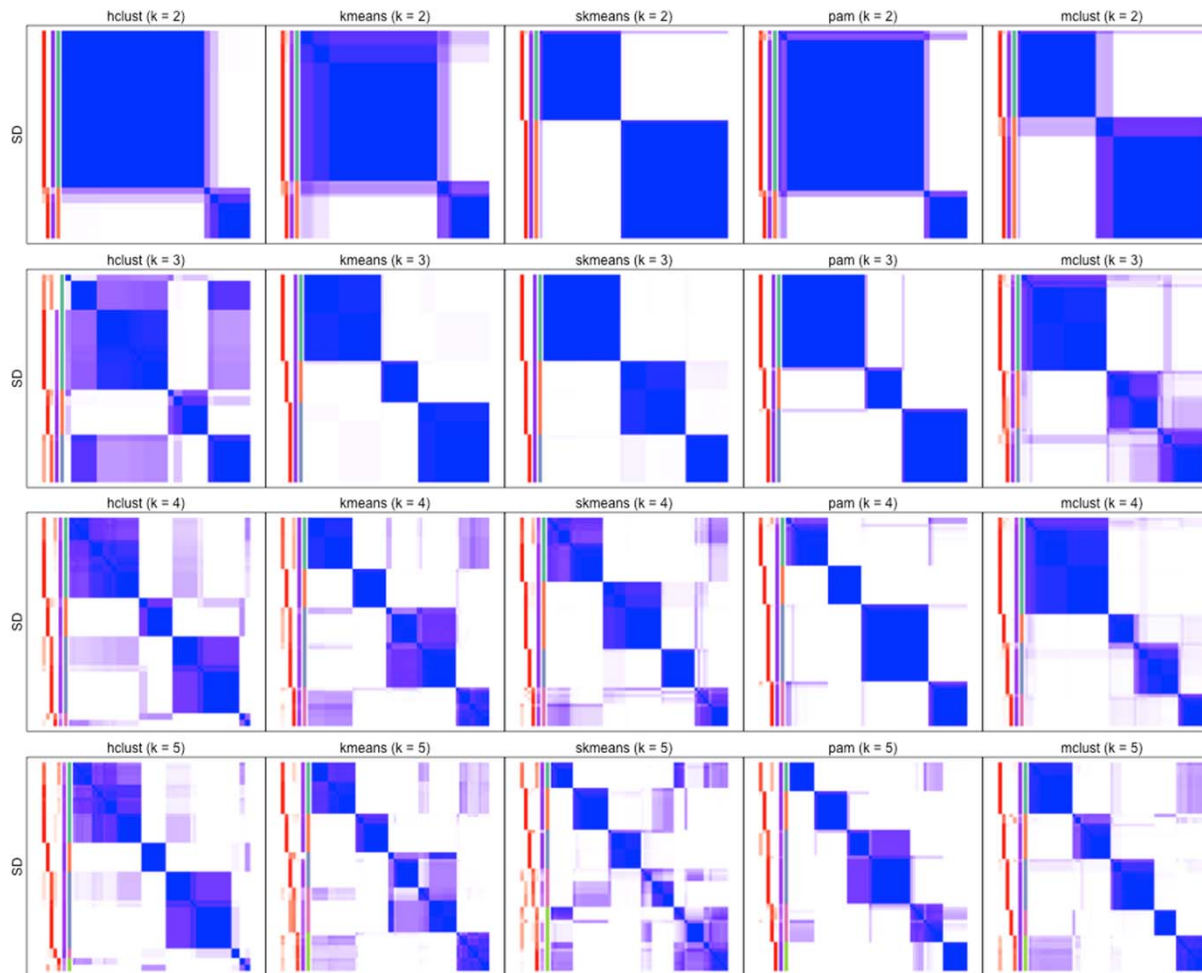 hclust (k = 2) kmeans (k = 2) skmeans (k = 2) pam (k = 2) mclust (k = 2)
SD
hclust (k = 3) kmeans (k = 3) skmeans (k = 3) pam (k = 3) mclust (k = 3)
SD
hclust (k = 4) kmeans (k = 4) skmeans (k = 4) pam (k = 4) mclust (k = 4)
SD
hclust (k = 5) kmeans (k = 5) skmeans (k = 5) pam (k = 5) mclust (k = 5)
SD